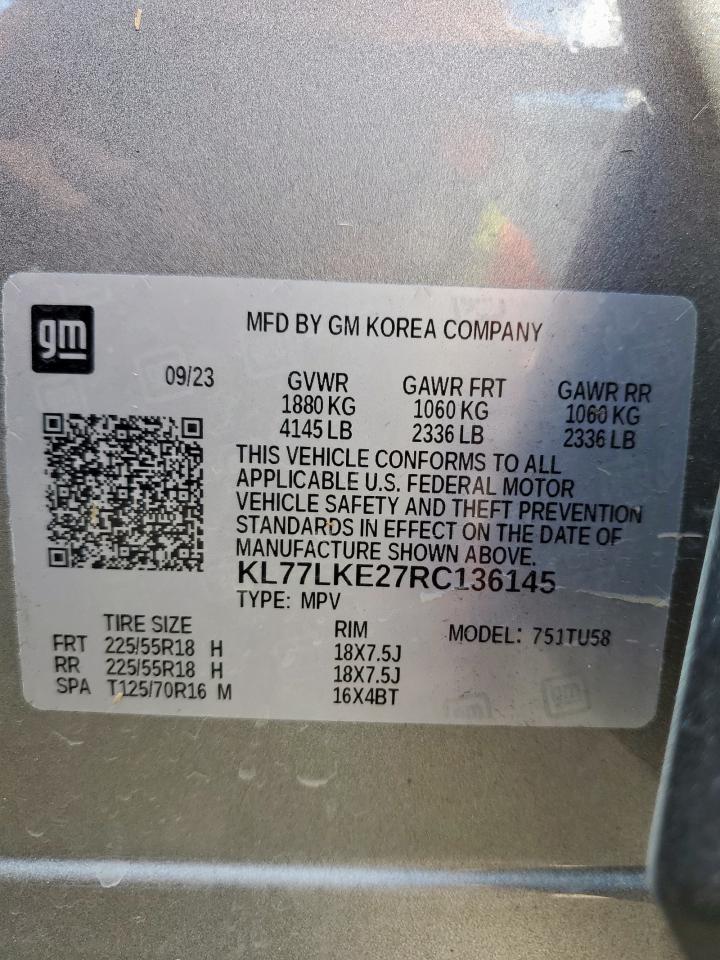 gm
MFD BY GM KOREA COMPANY
09/23
GVWR GAWR FRT GAWR RR
1880 KG 1060 KG 1060 KG
4145 LB 2336 LB 2336 LB
THIS VEHICLE CONFORMS TO ALL
APPLICABLE U.S. FEDERAL MOTOR
VEHICLE SAFETY AND THEFT PREVENTION
STANDARDS IN EFFECT ON THE DATE OF
MANUFACTURE SHOWN ABOVE.
KL77LKE27RC136145
TYPE: MPV
TIRE SIZE RIM MODEL: 751TU58
FRT 225/55R18 H 18X7.5J
RR 225/55R18 H 18X7.5J
SPA T125/70R16 M 16X4BT
gm